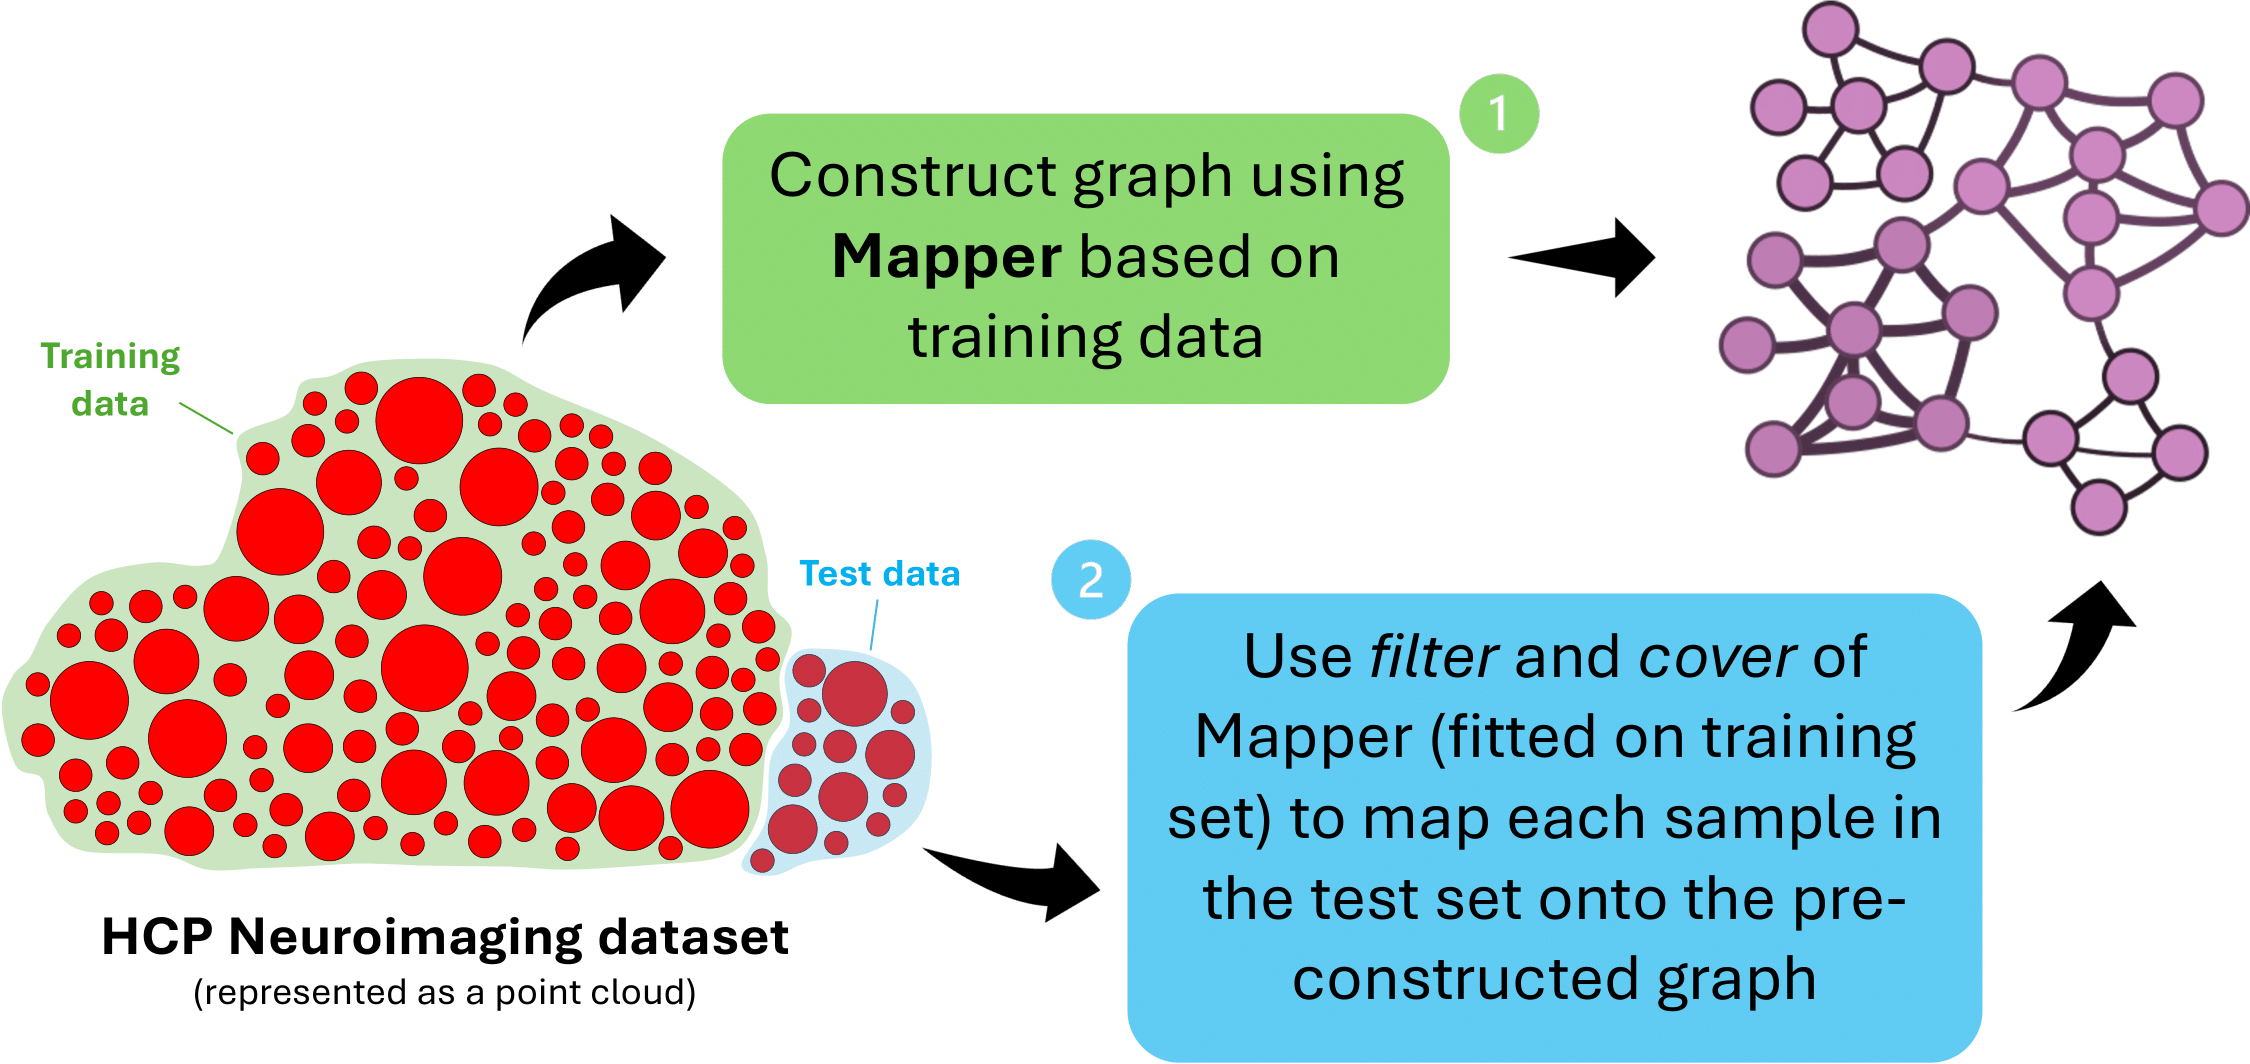 1
Construct graph using
Mapper based on
training data
Training
data
Test data
2
Use filter and cover of
Mapper (fitted on training
set) to map each sample in
the test set onto the pre-
constructed graph
HCP Neuroimaging dataset
(represented as a point cloud)